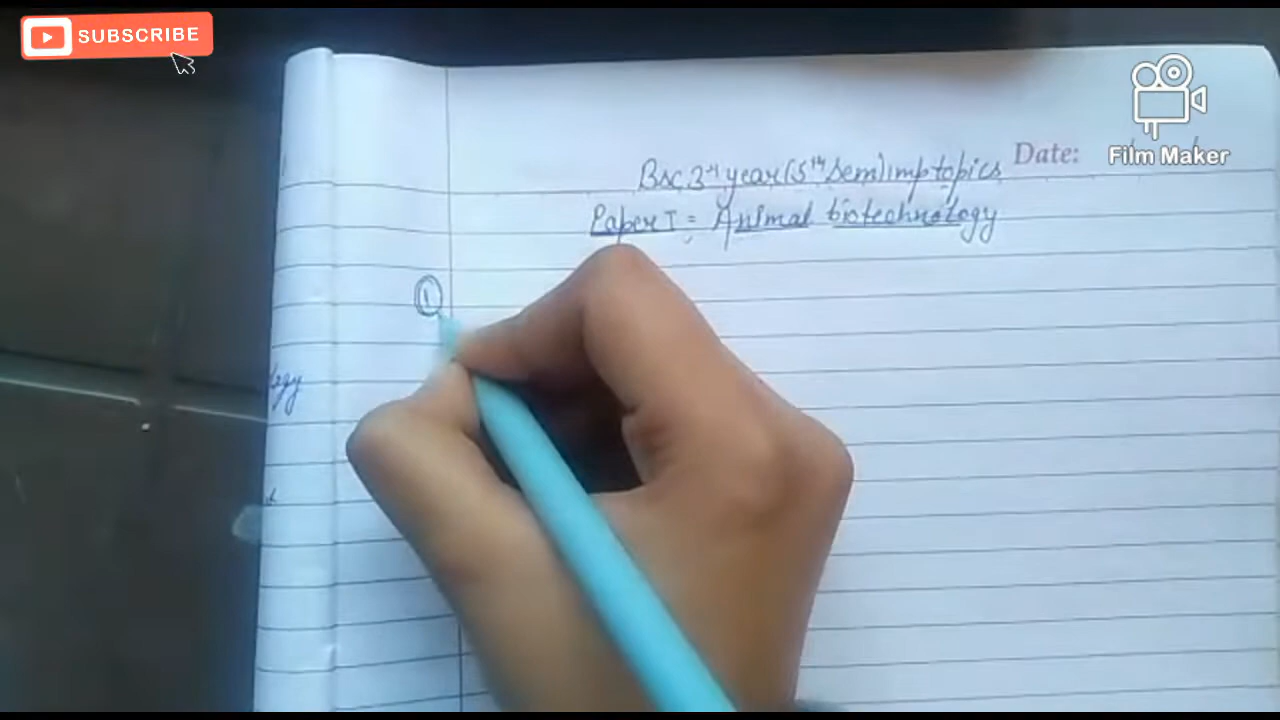 SUBSCRIBE
Film Maker
Date:
Bsc 3rd year (5th Sem) imp topics
Paper I = Animal biotechnology
①